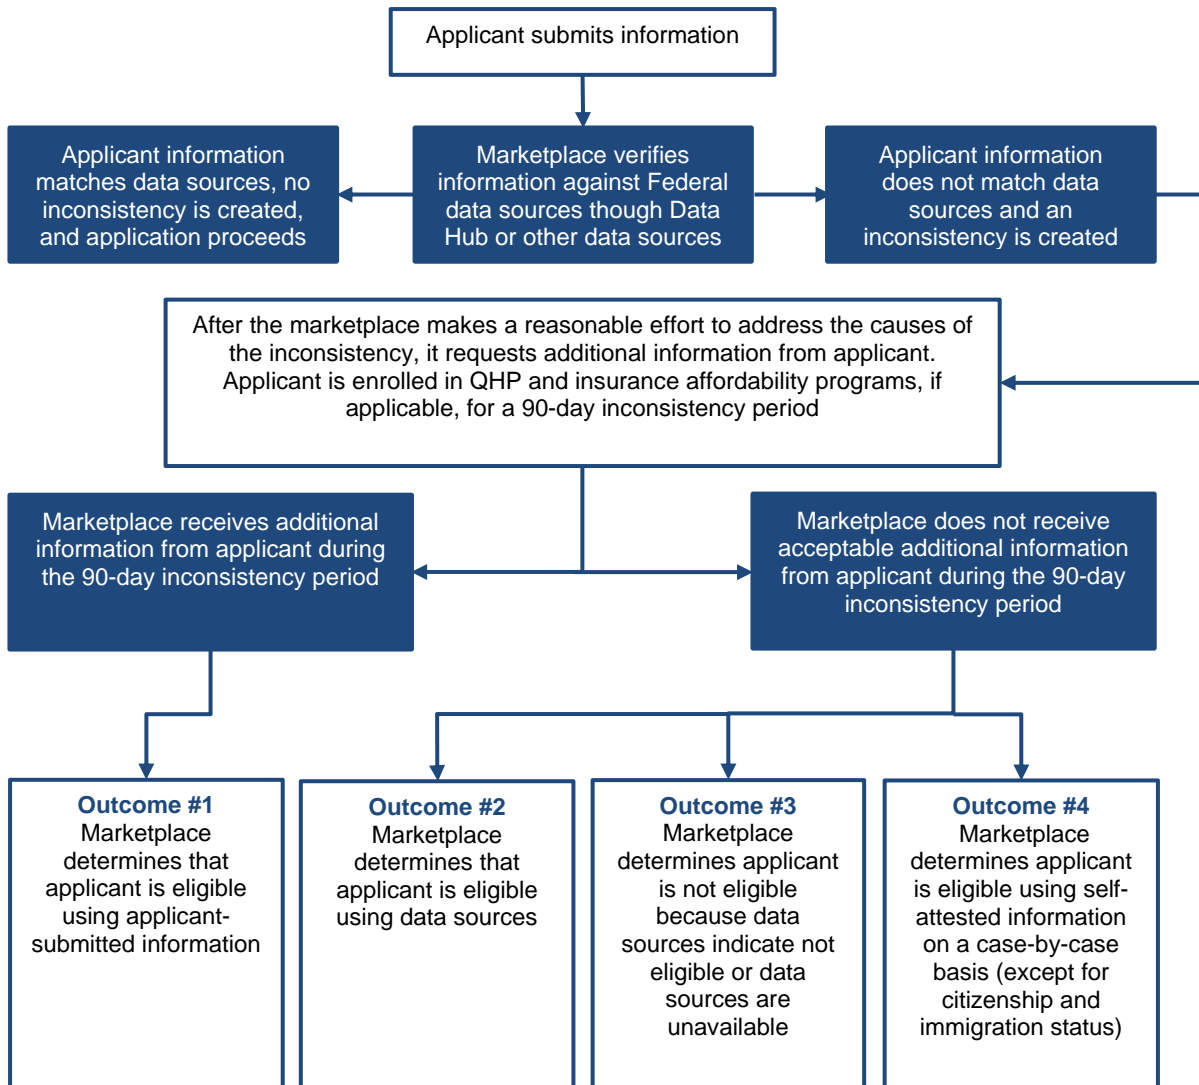 Applicant submits information
Applicant information
matches data sources, no
inconsistency is created,
and application proceeds
Marketplace verifies
information against Federal
data sources though Data
Hub or other data sources
Applicant information
does not match data
sources and an
inconsistency is created
After the marketplace makes a reasonable effort to address the causes of
the inconsistency, it requests additional information from applicant.
Applicant is enrolled in QHP and insurance affordability programs, if
applicable, for a 90-day inconsistency period
Marketplace receives additional
information from applicant during
the 90-day inconsistency period
Marketplace does not receive
acceptable additional information
from applicant during the 90-day
inconsistency period
Outcome #1
Marketplace
determines that
applicant is eligible
using applicant-
submitted information
Outcome #2
Marketplace
determines that
applicant is eligible
using data sources
Outcome #3
Marketplace
determines applicant
is not eligible
because data
sources indicate not
eligible or data
sources are
unavailable
Outcome #4
Marketplace
determines applicant
is eligible using self-
attested information
on a case-by-case
basis (except for
citizenship and
immigration status)